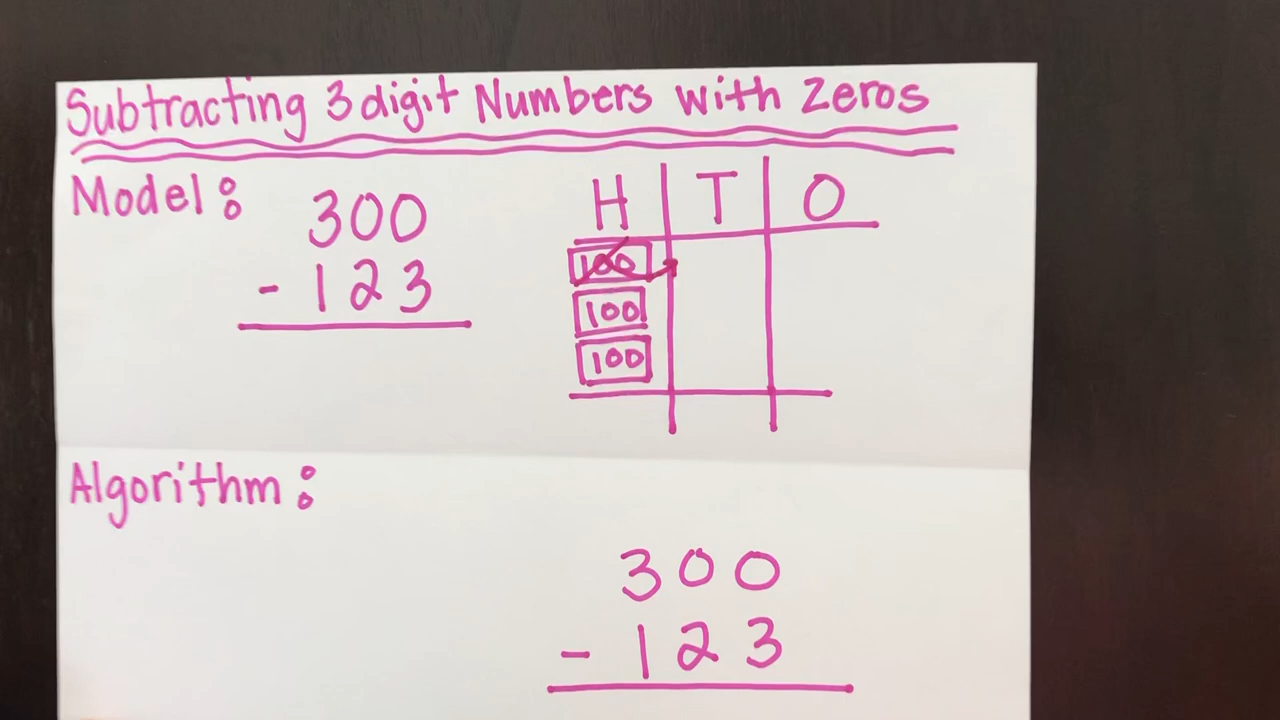 Subtracting 3 digit Numbers with Zeros
Model:
300
- 123
H T O
100
100
100
Algorithm:
300
- 123